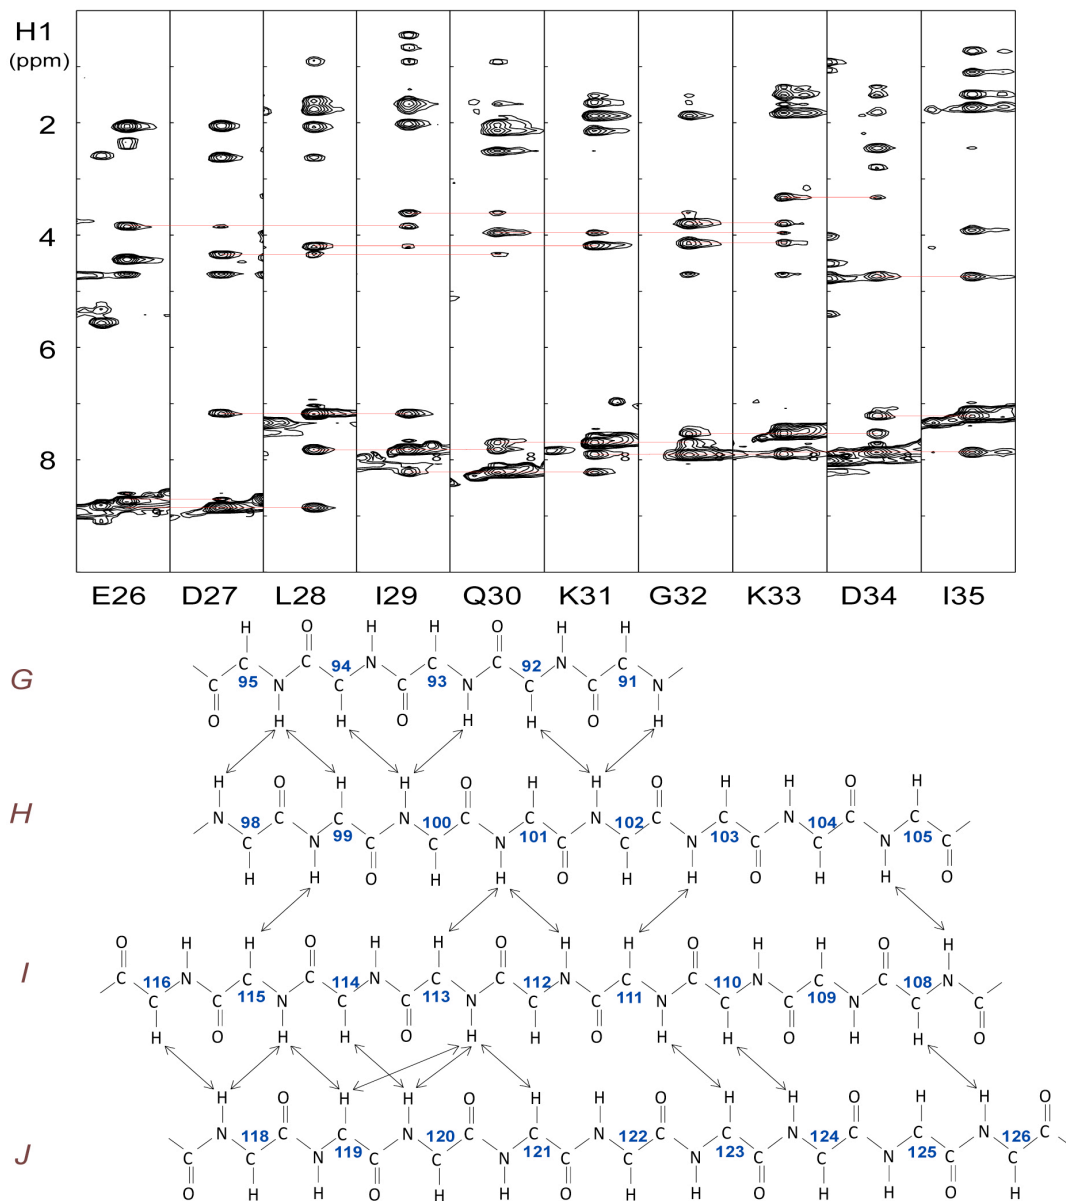 H1
(ppm)
2
4
6
8
E26 D27 L28 I29 Q30 K31 G32 K33 D34 I35
H O H H O H H
C C 94 N C C 92 N C
G
C 95 N C C 93 N C C 91 N
O H H O H H O H
H O H H O H H O H H O H
H
N 98 C C N 100 C C N 102 C C N 104 C C 105
C N 99 C C N 101 C C N 103 C C N C
H H O H H O H H O H H O
O H H O H H O H H O H H O H
I
C 116 N C C 114 N C C 112 N C C 110 N C C 108 N
C C 115 N C C 113 N C C 111 N C C 109 N C C
H O H H O H H O H H O H H O
H O H H O H H O H H O H H O
N 118 C C N 120 C C N 122 C C N 124 C C N 126 C
J
C C N 119 C C N 121 C C N 123 C C N 125 C C
O H H O H H O H H O H H O H